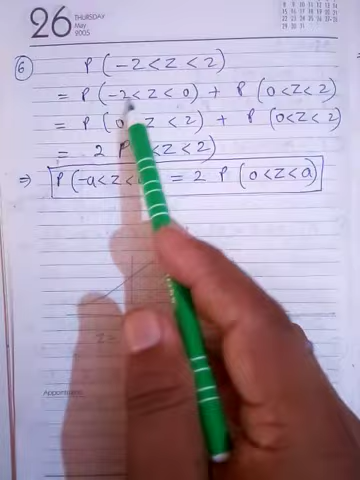 26 THURSDAY
May
2005
6 P(-2<z<2)
= P(-2<z<0) + P(0<z<2)
= P(0 z<2) + P(0<z<2)
= 2 P <z<2)
⇒ P(-a<z< = 2 P(0<z<a)
z=
Appointments